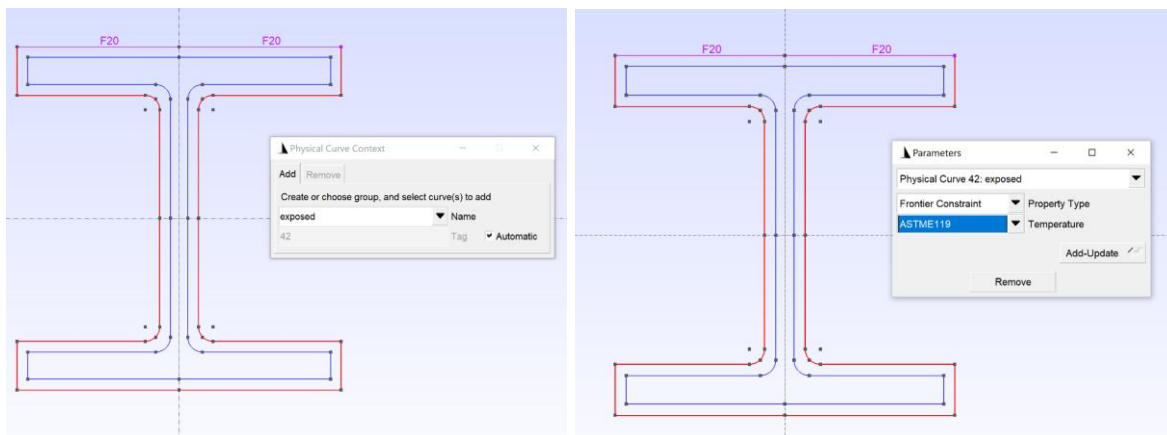 F20 F20
Physical Curve Context
Add Remove
Create or choose group, and select curve(s) to add
exposed Name
42 Tag Automatic
F20 F20
Parameters
Physical Curve 42: exposed
Frontier Constraint Property Type
ASTME119 Temperature
Add-Update
Remove